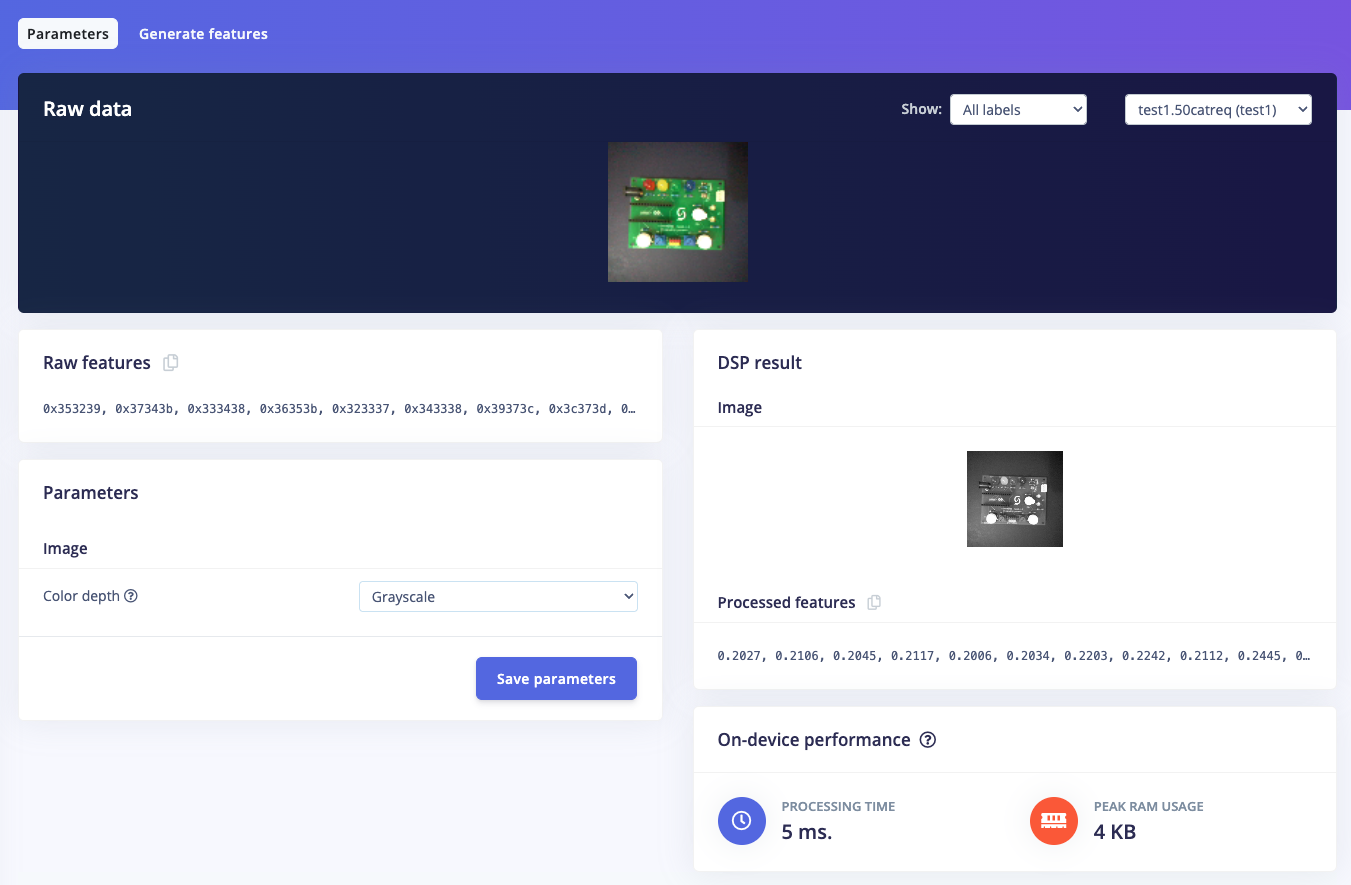 Parameters
Generate features
Raw data
Show:
All labels
test1.50catreq (test1)
Raw features
0x353239, 0x37343b, 0x333438, 0x36353b, 0x323337, 0x343338, 0x39373c, 0x3c373d, 0…
Parameters
Image
Color depth
Grayscale
Save parameters
DSP result
Image
Processed features
0.2027, 0.2106, 0.2045, 0.2117, 0.2006, 0.2034, 0.2203, 0.2242, 0.2112, 0.2445, 0…
On-device performance
PROCESSING TIME
5 ms.
PEAK RAM USAGE
4 KB